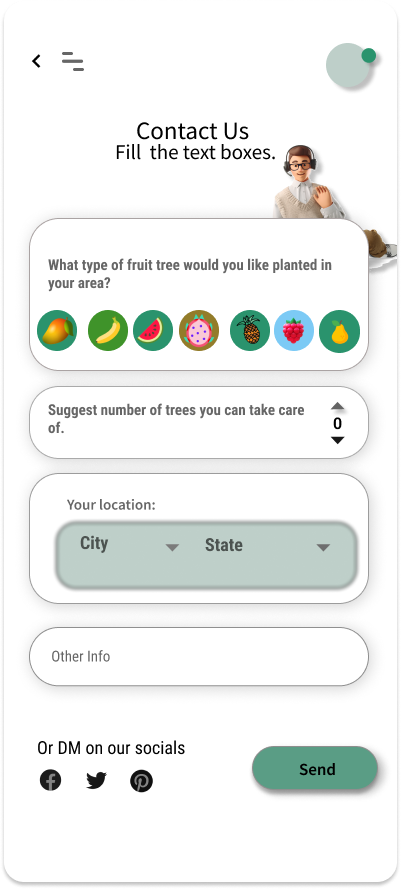 Contact Us
Fill the text boxes.
What type of fruit tree would you like planted in
your area?
Suggest number of trees you can take care
of.
0
Your location:
City
State
Other Info
Or DM on our socials
Send